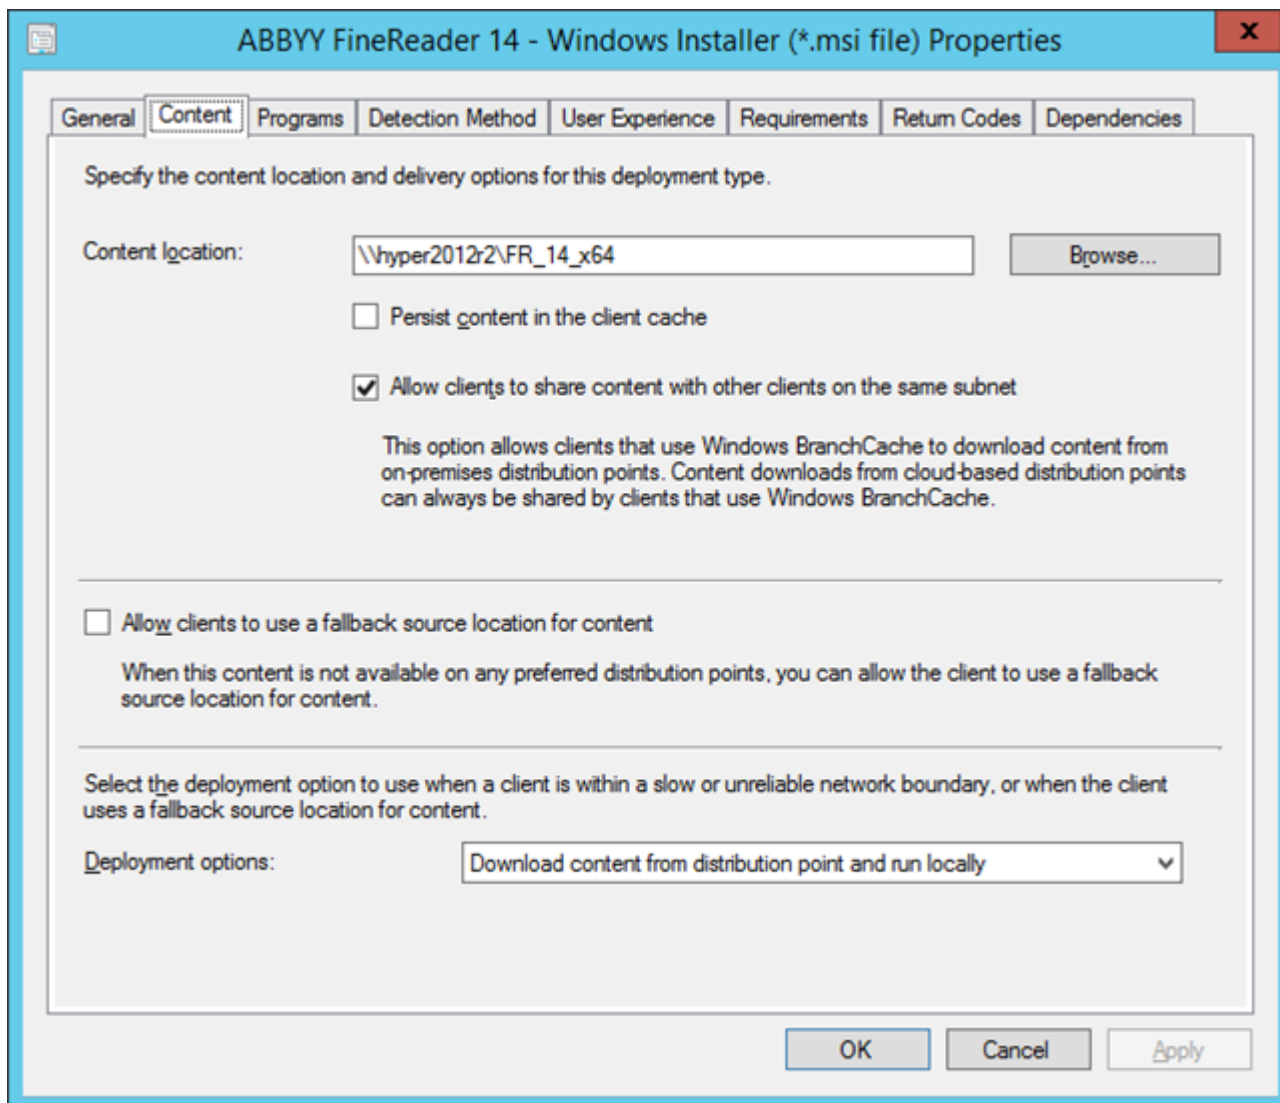 ABBYY FineReader 14 - Windows Installer (*.msi file) Properties
x
General Content Programs Detection Method User Experience Requirements Return Codes Dependencies
Specify the content location and delivery options for this deployment type.
Content location: \\hyper2012r2\FR_14_x64 Browse...
Persist content in the client cache
Allow clients to share content with other clients on the same subnet
This option allows clients that use Windows BranchCache to download content from
on-premises distribution points. Content downloads from cloud-based distribution points
can always be shared by clients that use Windows BranchCache.
Allow clients to use a fallback source location for content
When this content is not available on any preferred distribution points, you can allow the client to use a fallback
source location for content.
Select the deployment option to use when a client is within a slow or unreliable network boundary, or when the client
uses a fallback source location for content.
Deployment options: Download content from distribution point and run locally
OK Cancel Apply